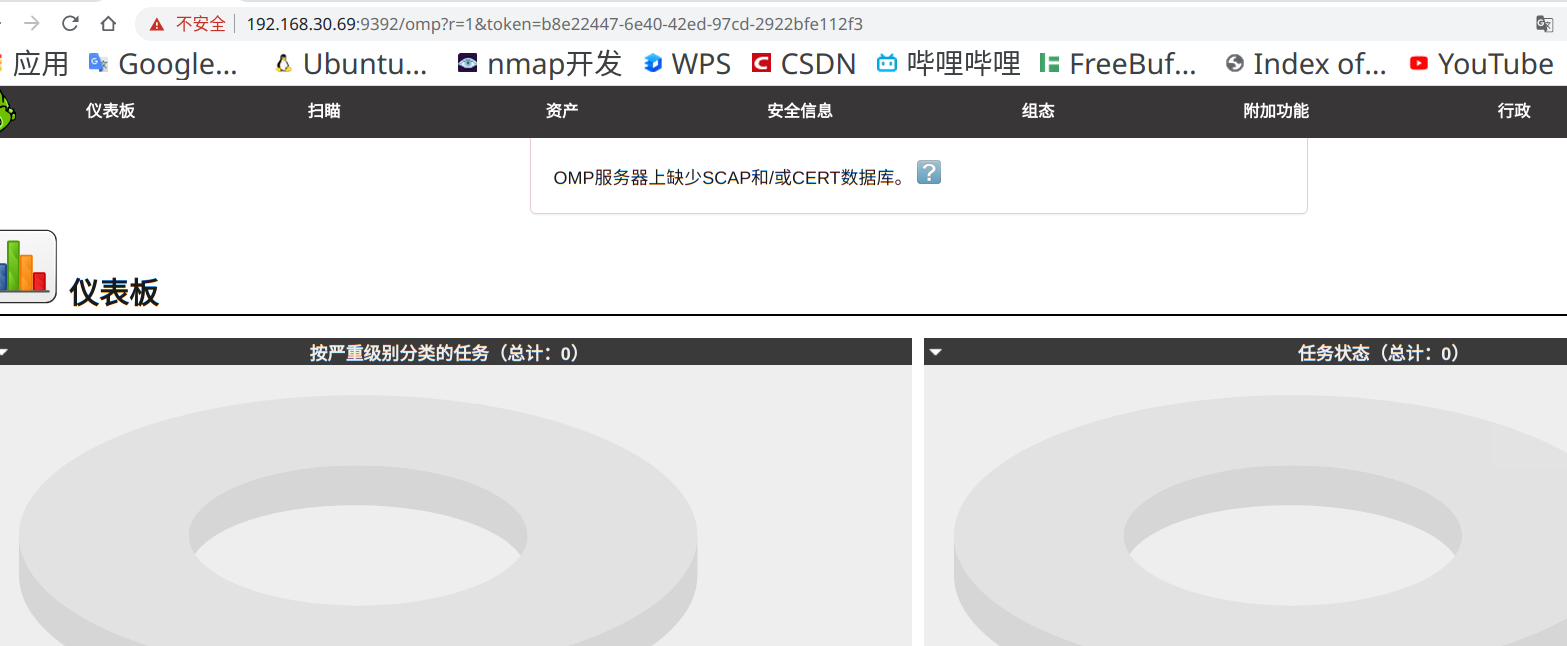 不安全 192.168.30.69:9392/omp?r=1&token=b8e22447-6e40-42ed-97cd-2922bfe112f3
应用 Google... Ubuntu... nmap开发 WPS CSDN 哔哩哔哩 FreeBuf... Index of... YouTube
仪表板 扫瞄 资产 安全信息 组态 附加功能 行政
OMP服务器上缺少SCAP和/或CERT数据库。
仪表板
按严重级别分类的任务（总计：0） 任务状态（总计：0）